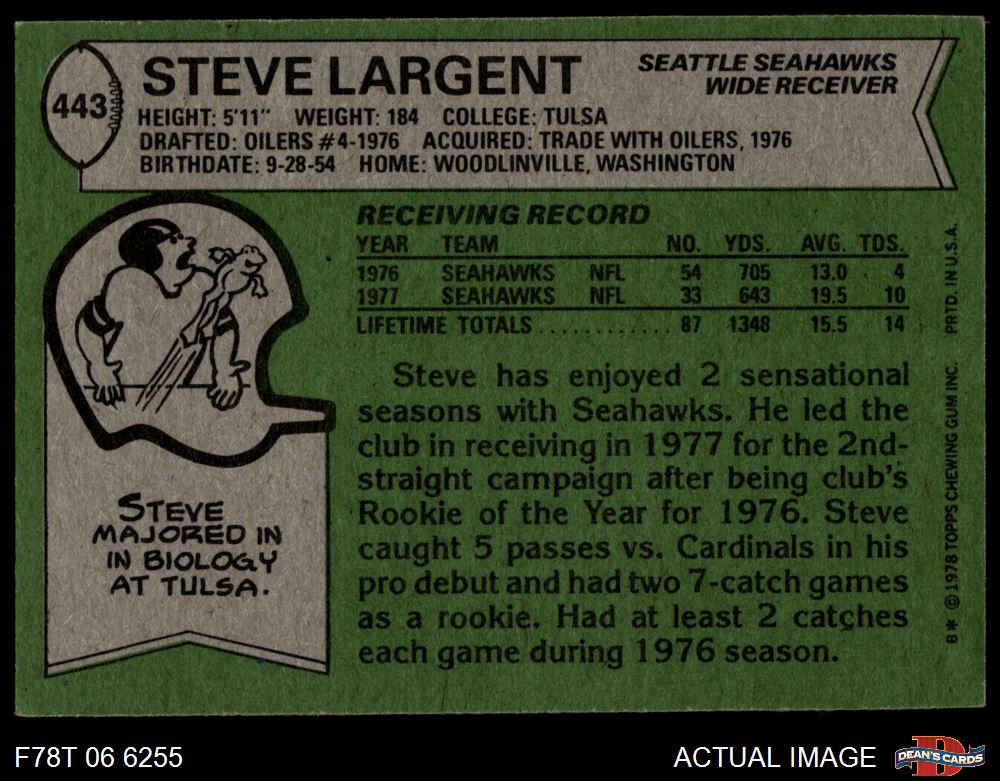 443
STEVE LARGENT
SEATTLE SEAHAWKS
WIDE RECEIVER
HEIGHT: 5'11" WEIGHT: 184 COLLEGE: TULSA
DRAFTED: OILERS #4-1976 ACQUIRED: TRADE WITH OILERS, 1976
BIRTHDATE: 9-28-54 HOME: WOODLINVILLE, WASHINGTON
RECEIVING RECORD
YEAR TEAM NO. YDS. AVG. TDS.
1976 SEAHAWKS NFL 54 705 13.0 4
1977 SEAHAWKS NFL 33 643 19.5 10
LIFETIME TOTALS............ 87 1348 15.5 14
Steve has enjoyed 2 sensational
seasons with Seahawks. He led the
club in receiving in 1977 for the 2nd-
straight campaign after being club's
Rookie of the Year for 1976. Steve
caught 5 passes vs. Cardinals in his
pro debut and had two 7-catch games
as a rookie. Had at least 2 catches
each game during 1976 season.
STEVE
MAJORED IN
IN BIOLOGY
AT TULSA.
B* © 1978 TOPPS CHEWING GUM INC. PRTD. IN U.S.A.
F78T 06 6255
ACTUAL IMAGE
D
DEAN'S CARDS